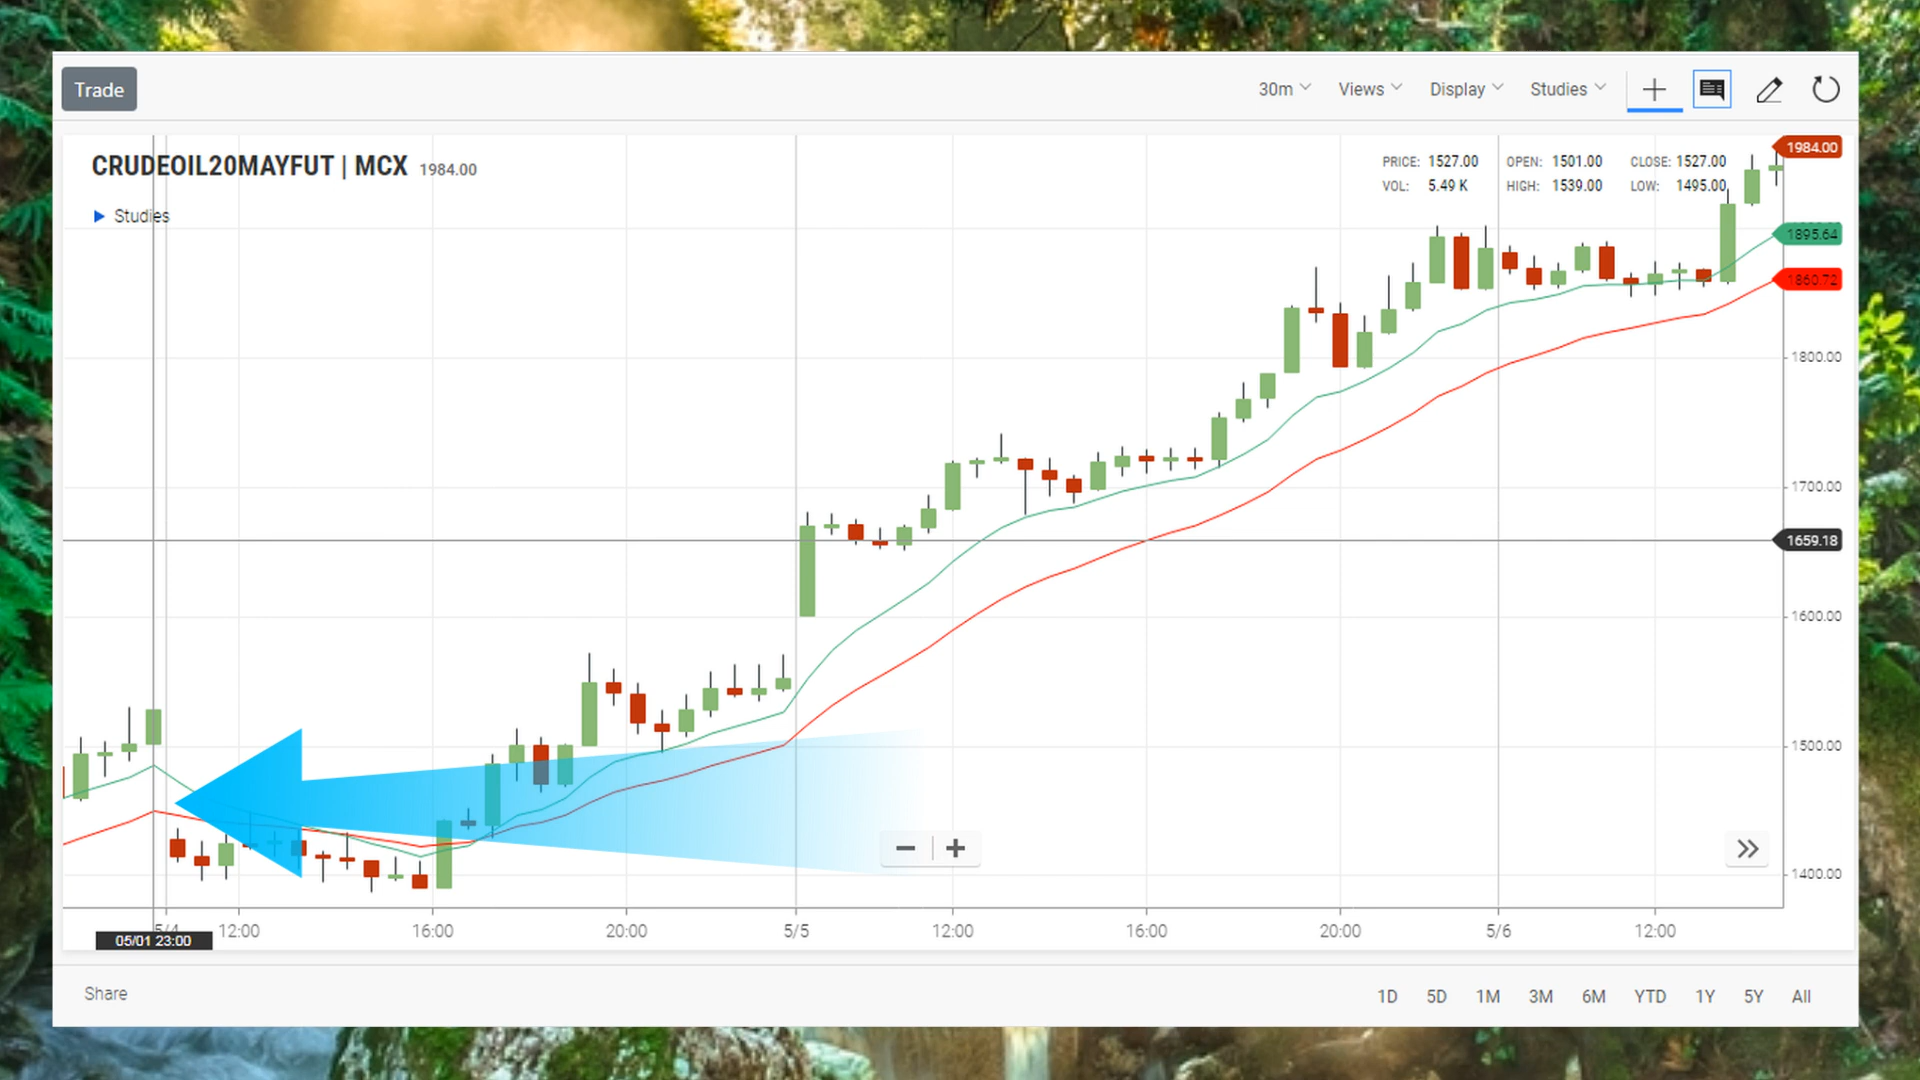 Trade
30m Views Display Studies
CRUDEOIL20MAYFUT | MCX 1984.00
Studies
PRICE: 1527.00 OPEN: 1501.00 CLOSE: 1527.00
VOL: 5.49 K HIGH: 1539.00 LOW: 1495.00
1984.00
1895.64
1860.72
1800.00
1700.00
1659.18
1600.00
1500.00
1400.00
5/4 12:00 16:00 20:00 5/5 12:00 16:00 20:00 5/6 12:00
05/01 23:00
Share
1D 5D 1M 3M 6M YTD 1Y 5Y All